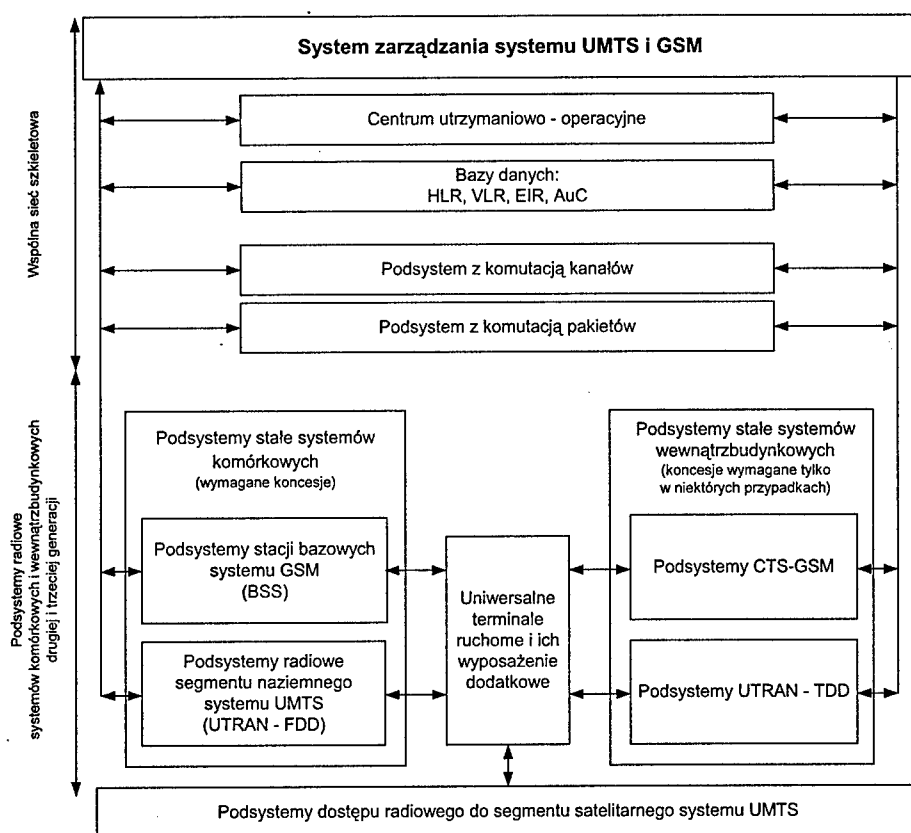 System zarządzania systemu UMTS i GSM
Wspólna sieć szkieletowa
Centrum utrzymaniowo - operacyjne
Bazy danych:
HLR, VLR, EIR, AuC
Podsystem z komutacją kanałów
Podsystem z komutacją pakietów
Podsystemy radiowe
systemów komórkowych i wewnątrzbudynkowych
drugiej i trzeciej generacji
Podsystemy stałe systemów
komórkowych
(wymagane koncesje)
Podsystemy stacji bazowych
systemu GSM
(BSS)
Podsystemy radiowe
segmentu naziemnego
systemu UMTS
(UTRAN - FDD)
Uniwersalne
terminale
ruchome i ich
wyposażenie
dodatkowe
Podsystemy stałe systemów
wewnątrzbudynkowych
(koncesje wymagane tylko
w niektórych przypadkach)
Podsystemy CTS-GSM
Podsystemy UTRAN - TDD
Podsystemy dostępu radiowego do segmentu satelitarnego systemu UMTS